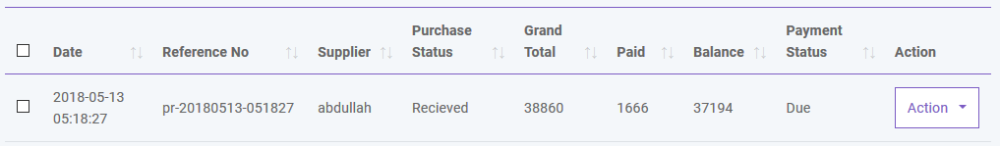 Date Reference No Supplier Purchase Status Grand Total Paid Balance Payment Status Action
2018-05-13 05:18:27 pr-20180513-051827 abdullah Recieved 38860 1666 37194 Due Action